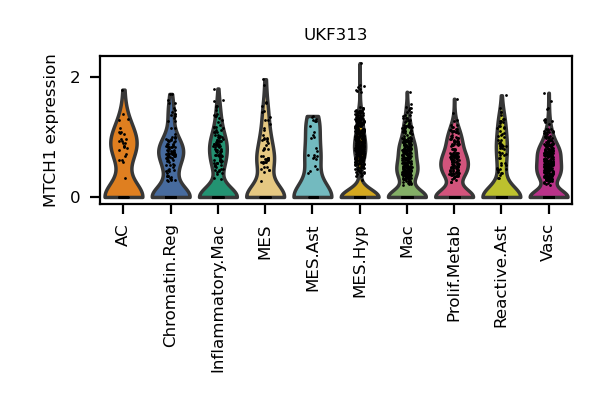 UKF313
MTCH1 expression
2
0
AC
Chromatin.Reg
Inflammatory.Mac
MES
MES.Ast
MES.Hyp
Mac
Prolif.Metab
Reactive.Ast
Vasc